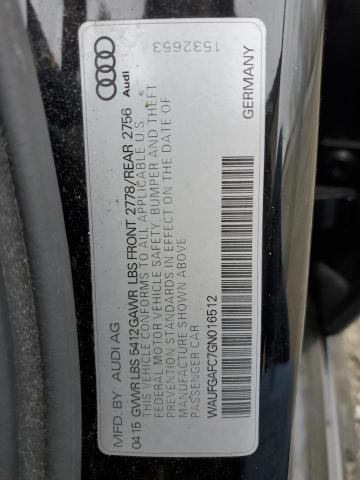 MFD. BY AUDI AG
Audi
1532653
04 15 GVWR LBS 5412 GAWR LBS FRONT 2778/REAR 2756
THIS VEHICLE CONFORMS TO ALL APPLICABLE U S
FEDERAL MOTOR VEHICLE SAFETY, BUMPER AND THEFT
PREVENTION STANDARDS IN EFFECT ON THE DATE OF
MANUFACTURE SHOWN ABOVE
PASSENGER CAR
WAUFGAFC7GN016512
GERMANY